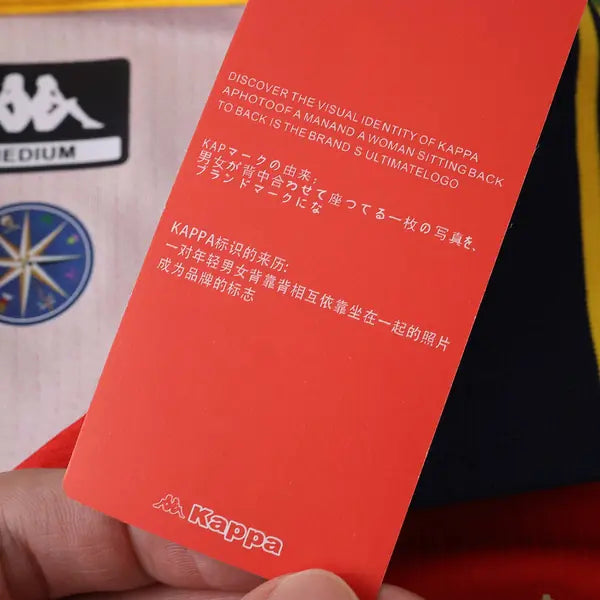 MEDIUM
DISCOVER THE VISUAL IDENTITY OF KAPPA
APHOTOOF A MANAND A WOMAN SITTING BACK
TO BACK IS THE BRAND S ULTIMATELOGO
KAPマークの由来:
男女が背中合わせて座つてる一枚の写真を、
ブランドマークにな
KAPPA标识的来历:
一对年轻男女背靠背相互依靠坐在一起的照片
成为品牌的标志
Kappa